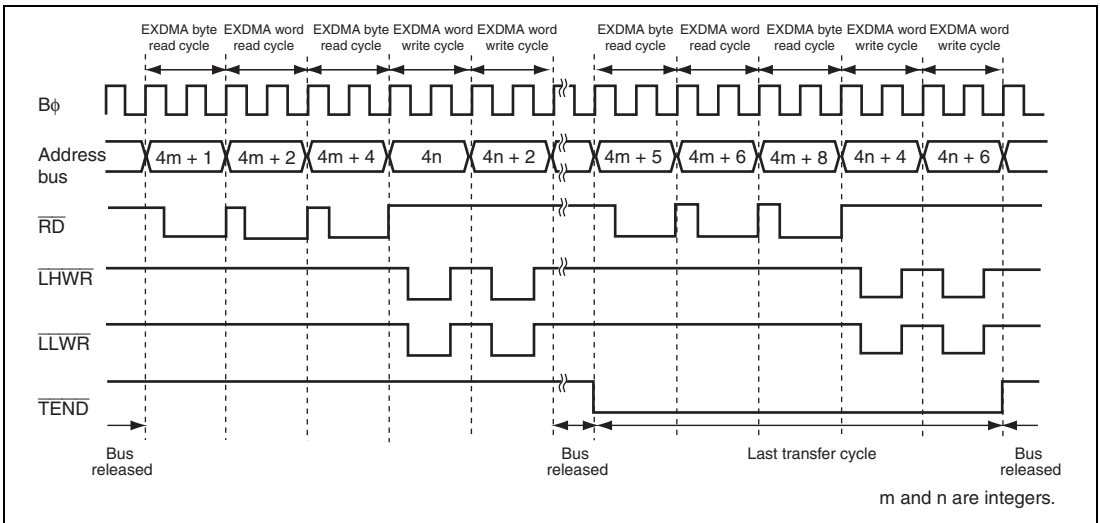 EXDMA byte read cycle
EXDMA word read cycle
EXDMA byte read cycle
EXDMA word write cycle
EXDMA word write cycle
EXDMA byte read cycle
EXDMA word read cycle
EXDMA byte read cycle
EXDMA word write cycle
EXDMA word write cycle
Bϕ
Address bus
4m + 1
4m + 2
4m + 4
4n
4n + 2
4m + 5
4m + 6
4m + 8
4n + 4
4n + 6
RD
LHWR
LLWR
TEND
Bus released
Bus released
Last transfer cycle
Bus released
m and n are integers.